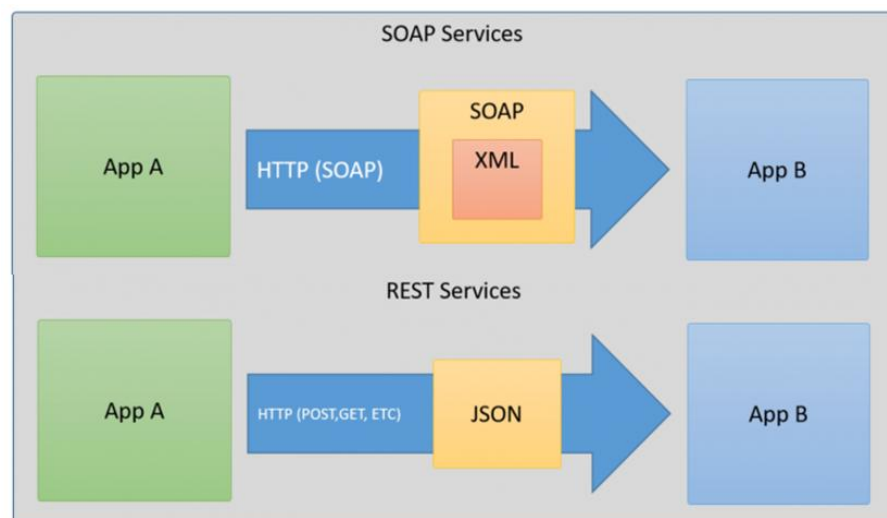 SOAP Services
App A
HTTP (SOAP)
SOAP
XML
App B
REST Services
App A
HTTP (POST,GET, ETC)
JSON
App B